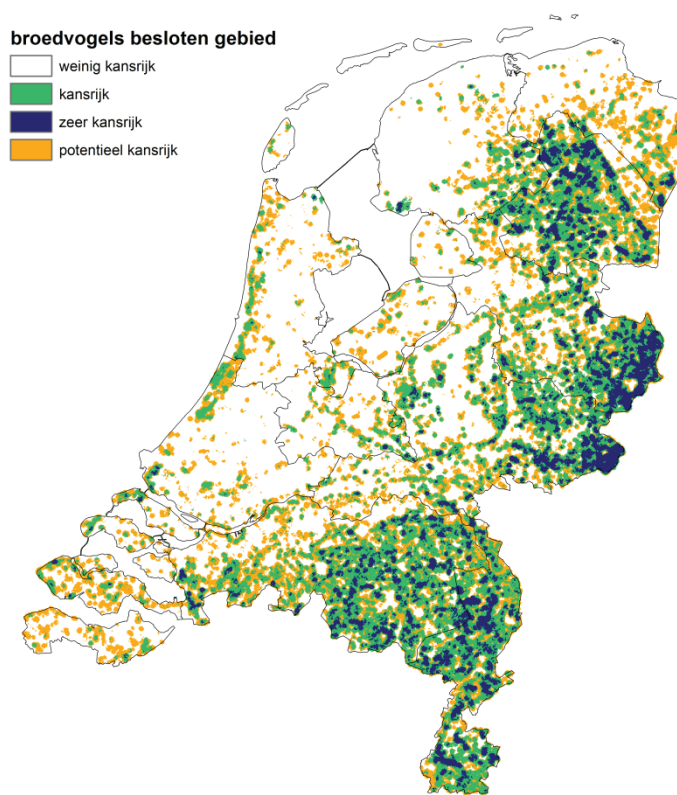 broedvogels besloten gebied
weinig kansrijk
kansrijk
zeer kansrijk
potentieel kansrijk